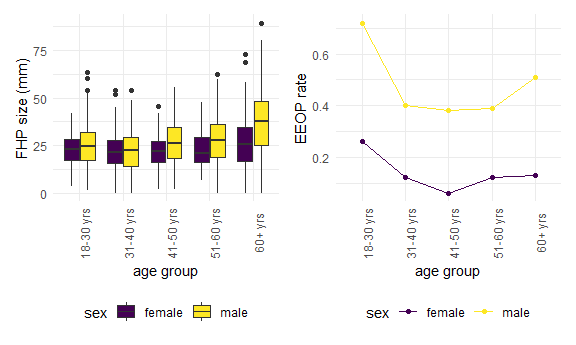 FHP size (mm)
75
50
25
0
18-30 yrs
31-40 yrs
41-50 yrs
51-60 yrs
60+ yrs
age group
sex female male
EEOP rate
0.6
0.4
0.2
18-30 yrs
31-40 yrs
41-50 yrs
51-60 yrs
60+ yrs
age group
sex female male